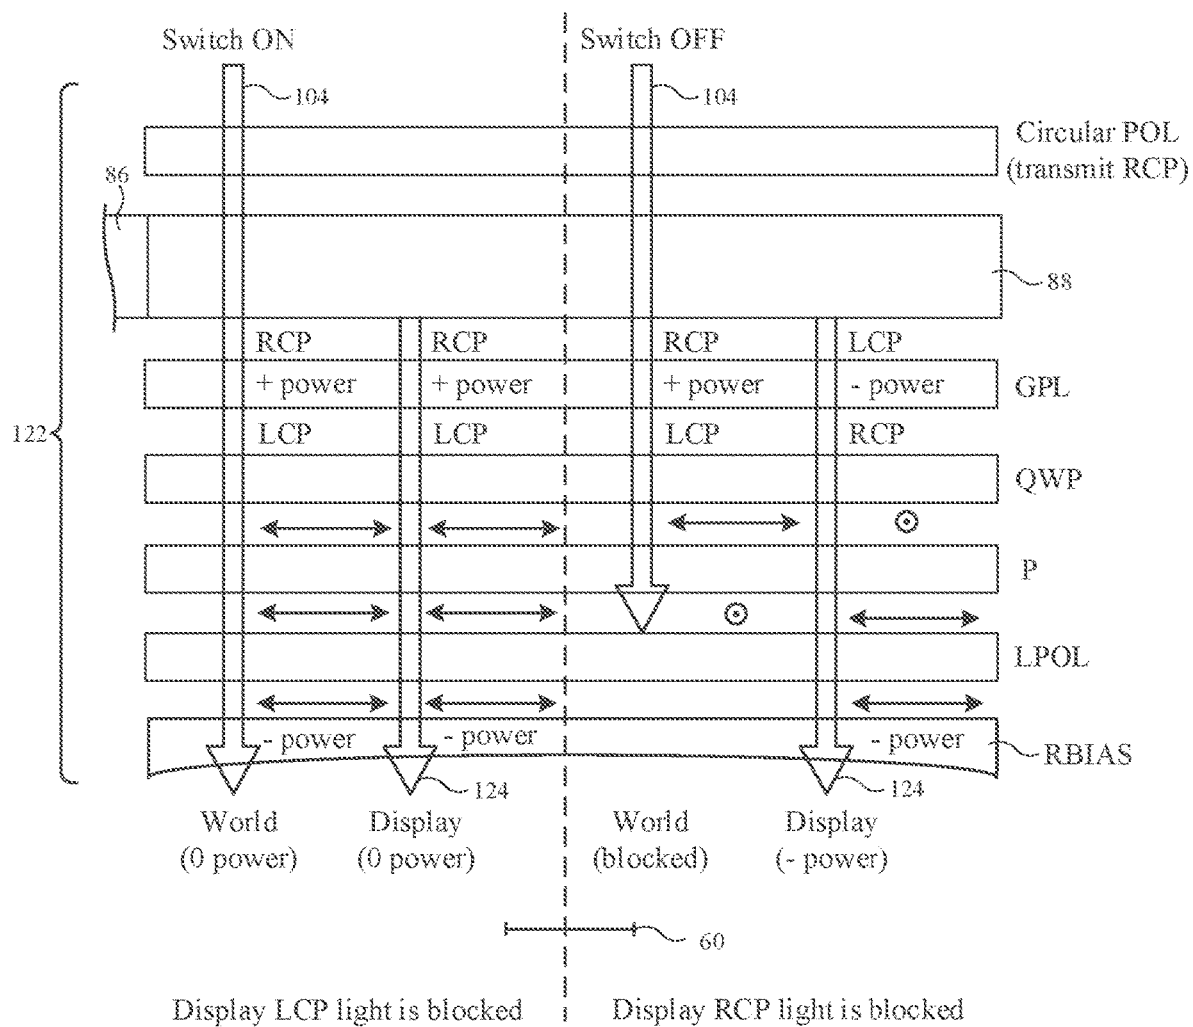 Switch ON
Switch OFF
104
104
Circular POL
(transmit RCP)
86
88
RCP
RCP
RCP
LCP
+ power
+ power
+ power
- power
GPL
122
LCP
LCP
LCP
RCP
QWP
P
LPOL
- power
- power
- power
RBIAS
124
124
World
(0 power)
Display
(0 power)
World
(blocked)
Display
(- power)
60
Display LCP light is blocked
Display RCP light is blocked